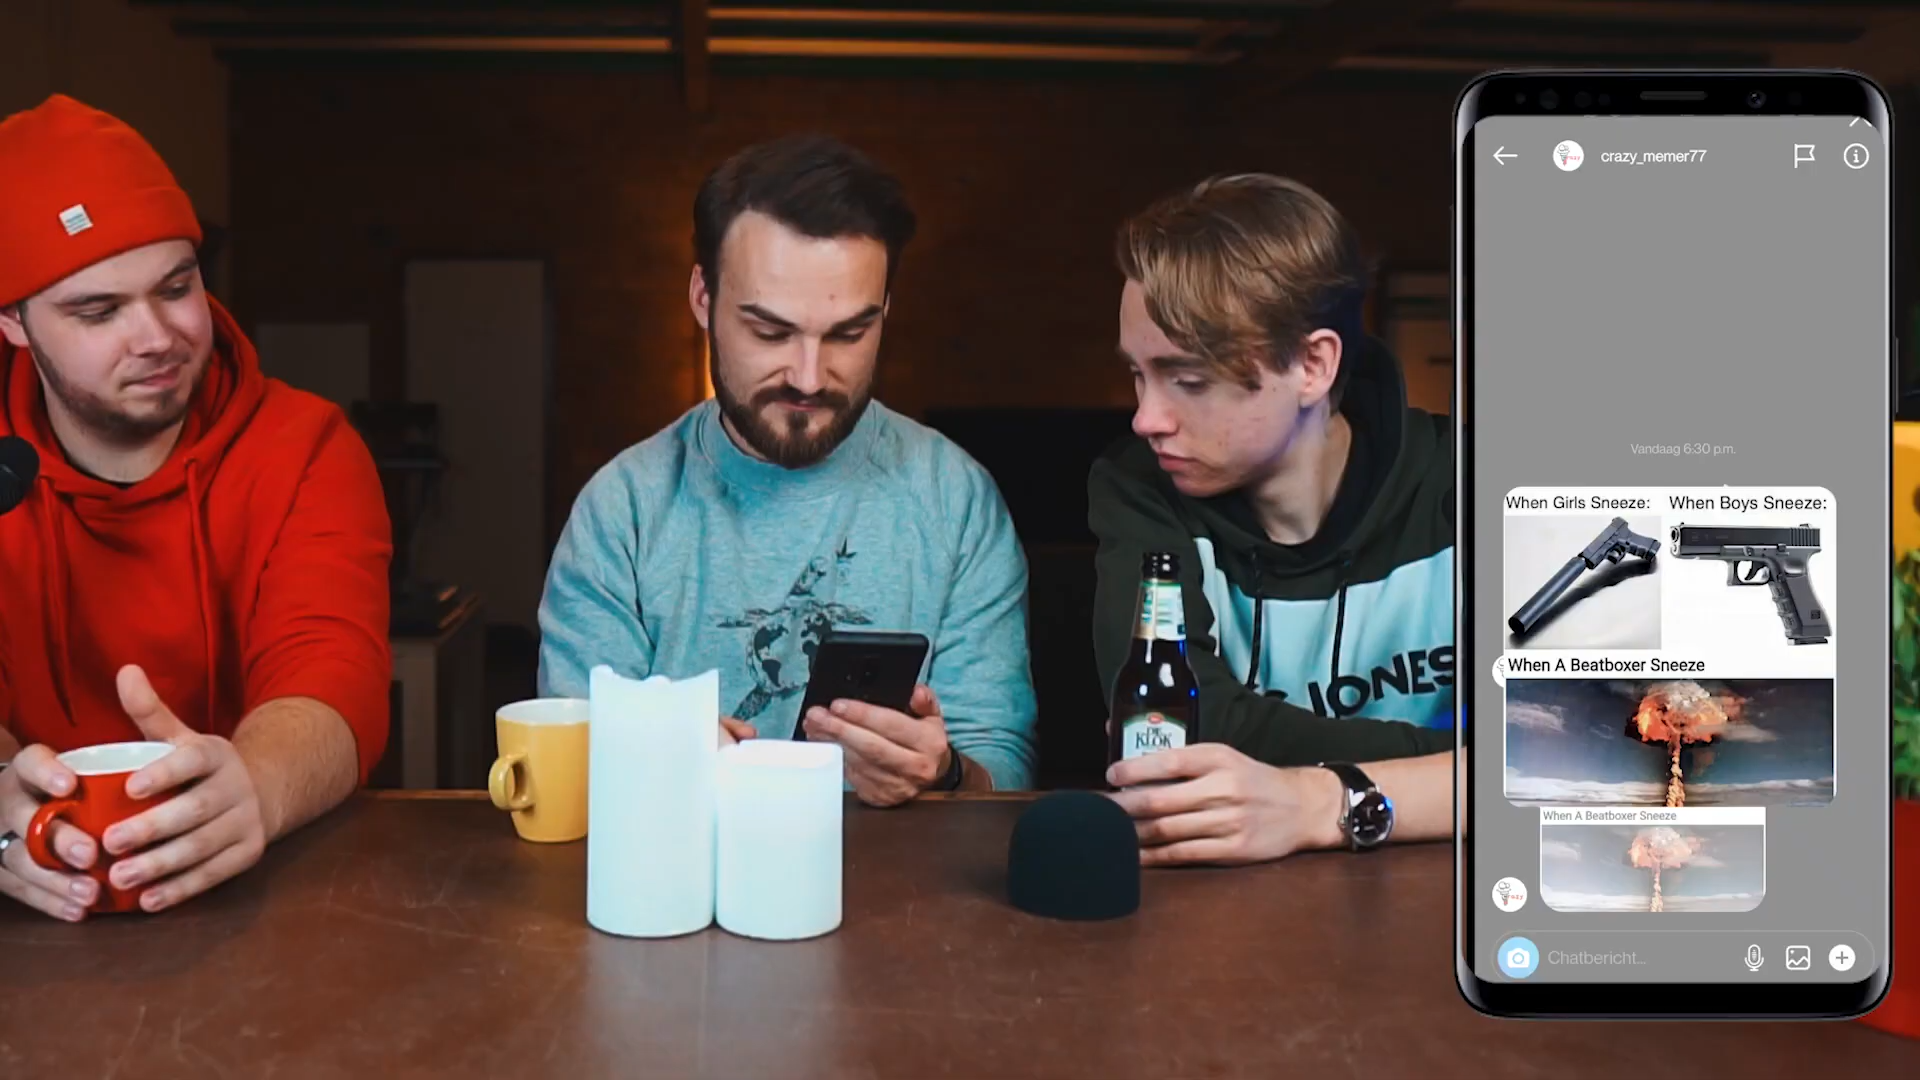 crazy_memer77
Vandaag 6:30 p.m.
When Girls Sneeze:
When Boys Sneeze:
When A Beatboxer Sneeze
When A Beatboxer Sneeze
Chatbericht...
KLOK
JONES